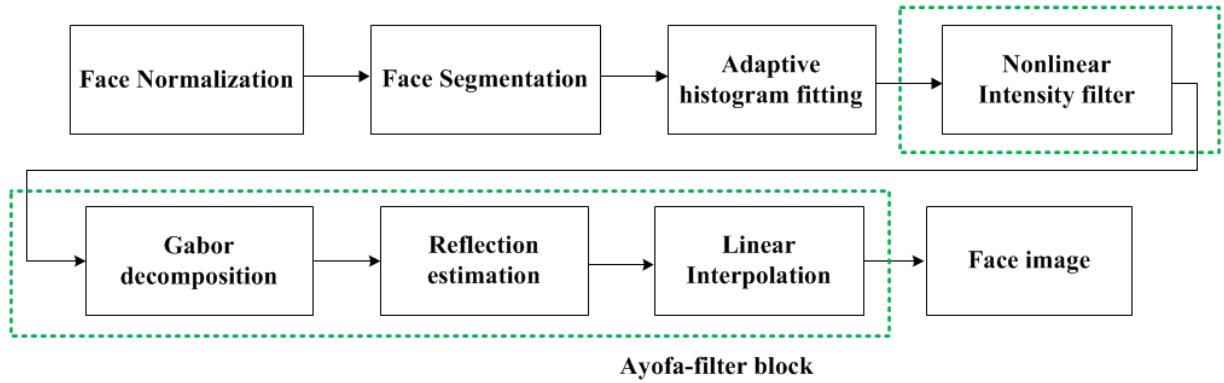 Face Normalization
Face Segmentation
Adaptive
histogram fitting
Nonlinear
Intensity filter
Gabor
decomposition
Reflection
estimation
Linear
Interpolation
Face image
Ayofa-filter block